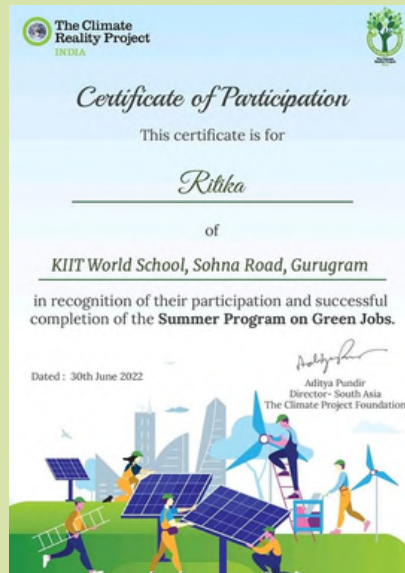 The Climate
Reality Project
INDIA
Certificate of Participation
This certificate is for
Ritika
of
KIIT World School, Sohna Road, Gurugram
in recognition of their participation and successful
completion of the Summer Program on Green Jobs.
Dated : 30th June 2022
Aditya Pundir
Director- South Asia
The Climate Project Foundation